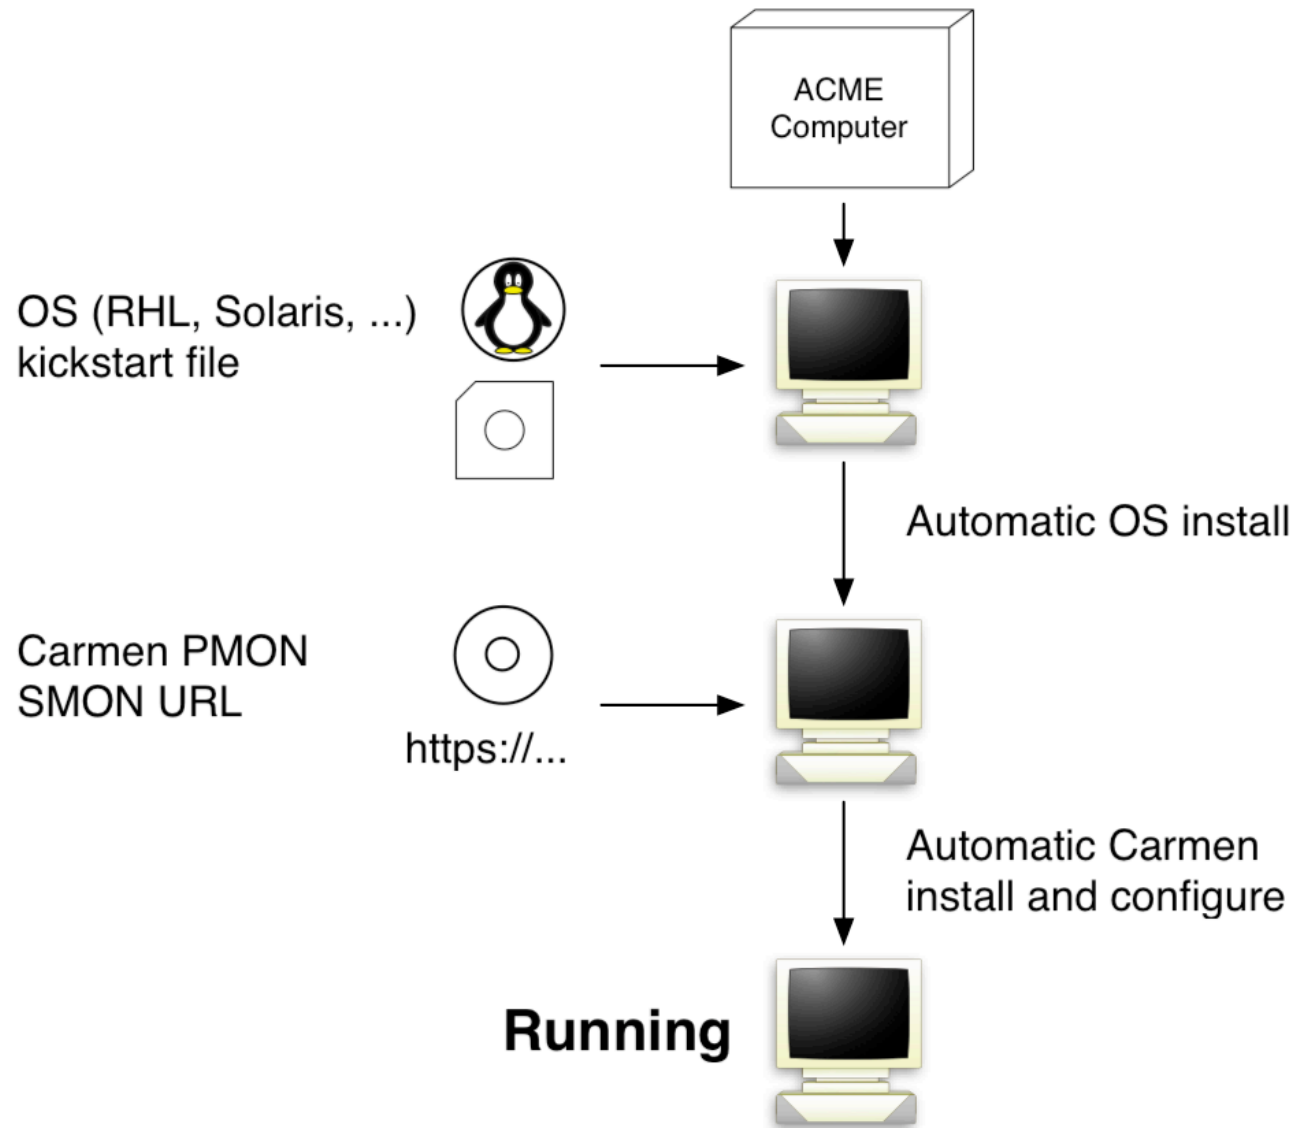 ACME
Computer
OS (RHL, Solaris, ...)
kickstart file
Automatic OS install
Carmen PMON
SMON URL
https://...
Automatic Carmen
install and configure
Running